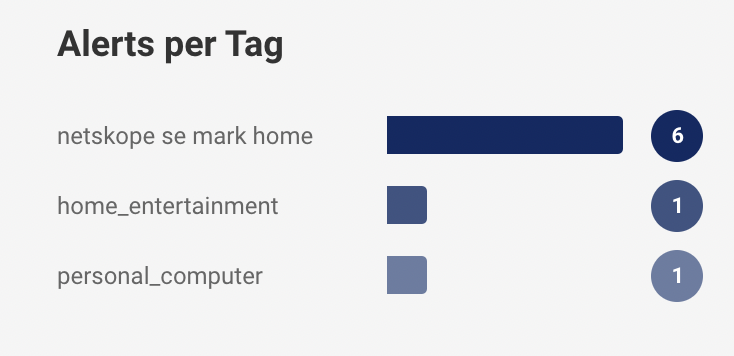 Alerts per Tag
netskope se mark home 6
home_entertainment 1
personal_computer 1